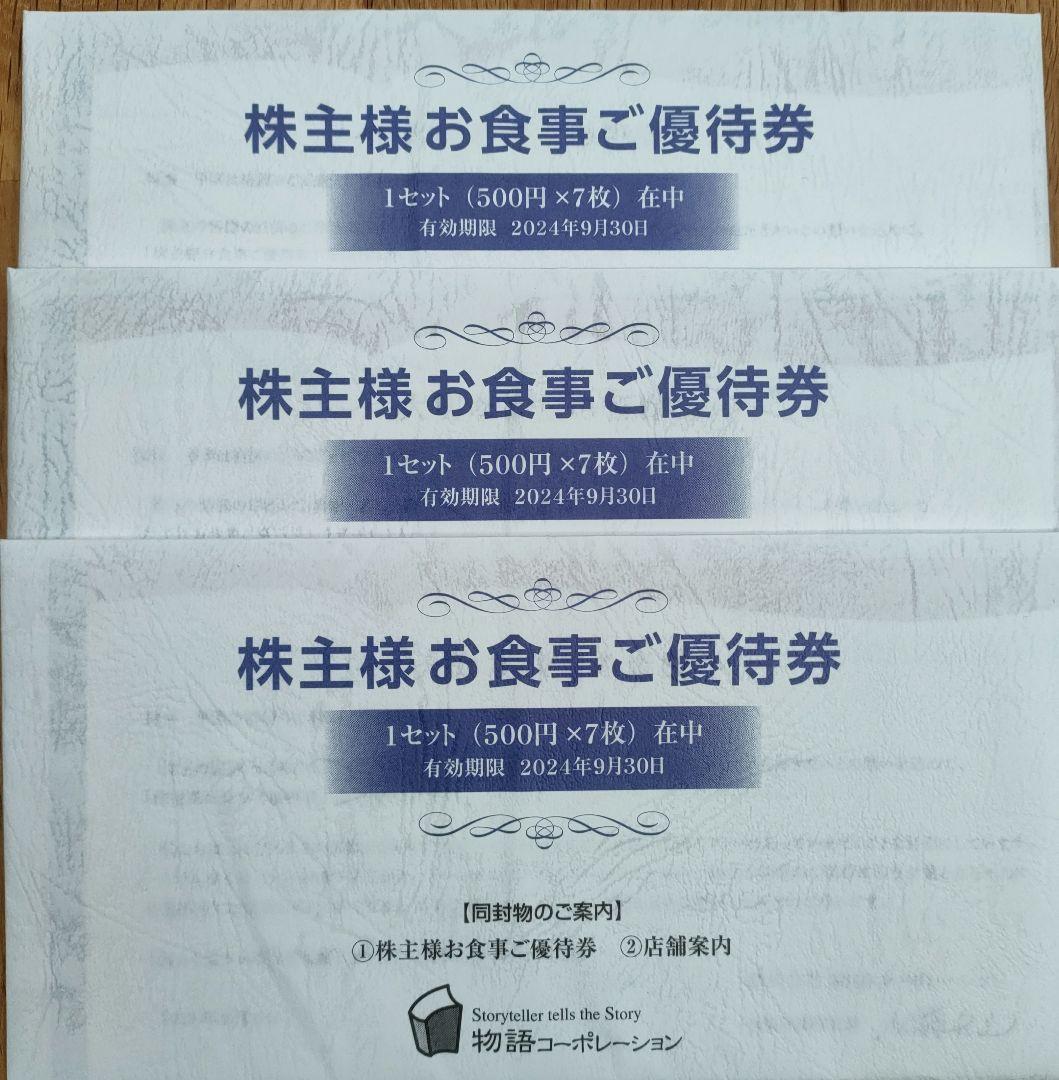 株主様お食事ご優待券
1セット（500円×7枚）在中
有効期限 2024年9月30日
株主様お食事ご優待券
1セット（500円×7枚）在中
有効期限 2024年9月30日
株主様お食事ご優待券
1セット（500円×7枚）在中
有効期限 2024年9月30日
【同封物のご案内】
①株主様お食事ご優待券 ②店舗案内
Storyteller tells the Story
物語コーポレーション